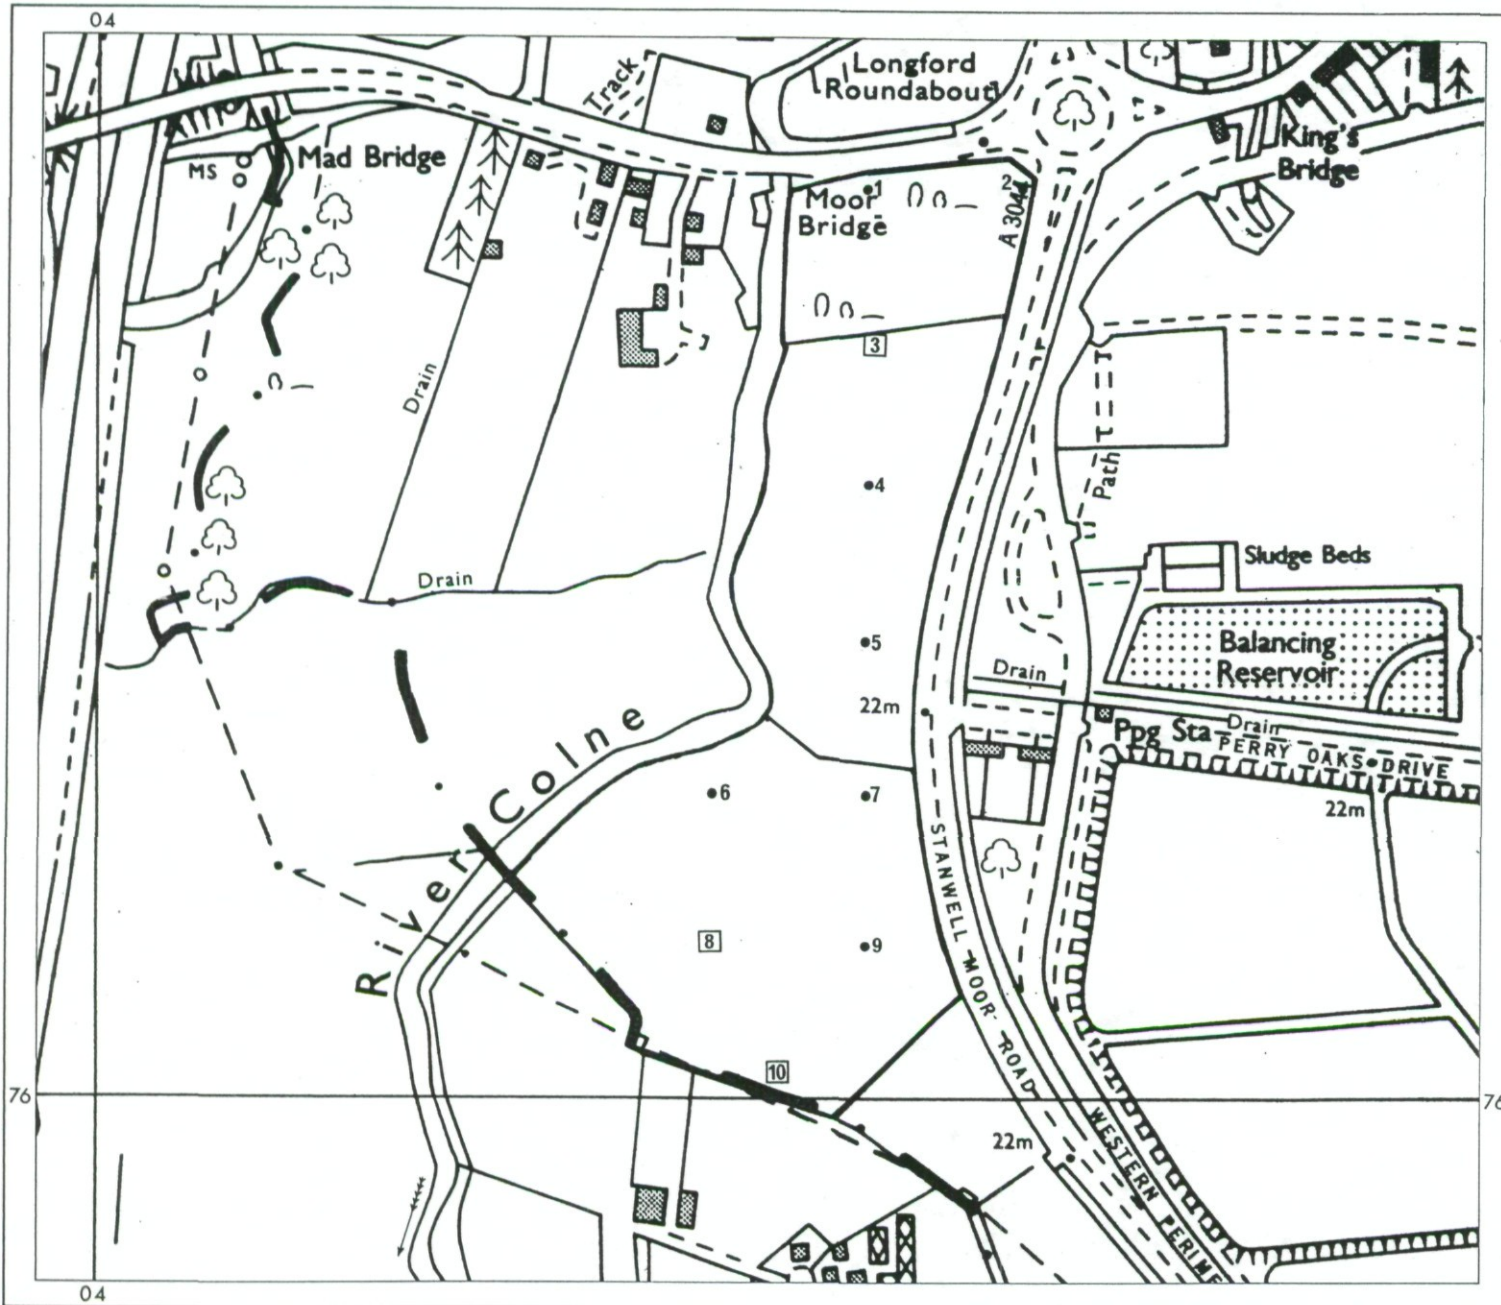 04
Track
Longford
Roundabout
King's
Bridge
MS
Mad Bridge
1
2
Moor
Bridge
A 3044
3
Drain
4
Path
Sludge Beds
Drain
5
Balancing
Reservoir
Drain
22m
Ppg Sta
Drain
PERRY OAKS DRIVE
River Colne
6
7
22m
STANWELL MOOR ROAD
8
9
10
76
76
22m
WESTERN PERIME
04